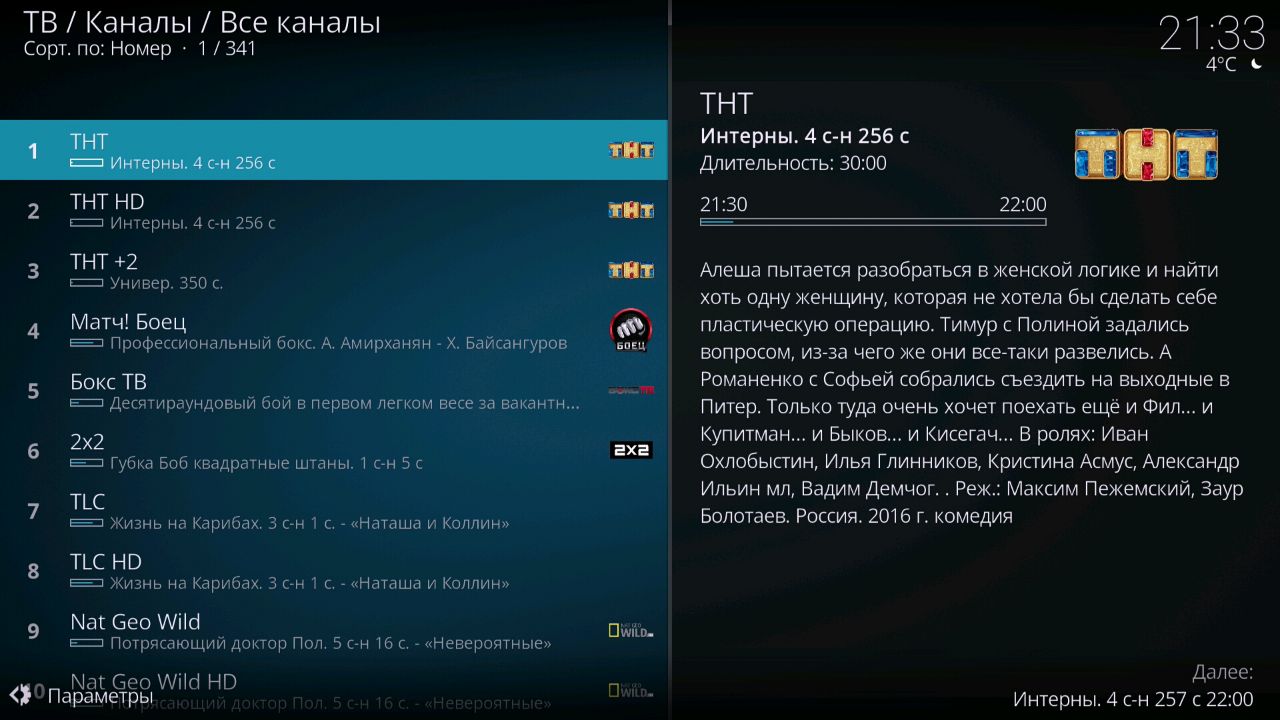 ТВ / Каналы / Все каналы
Сорт. по: Номер · 1 / 341
21:33
4°C
1
ТНТ
Интерны. 4 с-н 256 с
ТНТ
2
ТНТ HD
Интерны. 4 с-н 256 с
ТНТ
3
ТНТ +2
Универ. 350 с.
ТНТ
4
Матч! Боец
Профессиональный бокс. А. Амирханян - Х. Байсангуров
БОЕЦ
5
Бокс ТВ
Десятираундовый бой в первом легком весе за вакантн...
6
2x2
Губка Боб квадратные штаны. 1 с-н 5 с
2X2
7
TLC
Жизнь на Карибах. 3 с-н 1 с. - «Наташа и Коллин»
8
TLC HD
Жизнь на Карибах. 3 с-н 1 с. - «Наташа и Коллин»
9
Nat Geo Wild
Потрясающий доктор Пол. 5 с-н 16 с. - «Невероятные»
NAT GEO
WILD
10
Nat Geo Wild HD
Потрясающий доктор Пол. 5 с-н 16 с. - «Невероятные»
NAT GEO
WILD
Параметры
ТНТ
Интерны. 4 с-н 256 с
Длительность: 30:00
ТНТ
21:30 22:00
Алеша пытается разобраться в женской логике и найти
хоть одну женщину, которая не хотела бы сделать себе
пластическую операцию. Тимур с Полиной задались
вопросом, из-за чего же они все-таки развелись. А
Романенко с Софьей собрались съездить на выходные в
Питер. Только туда очень хочет поехать ещё и Фил... и
Купитман... и Быков... и Кисегач... В ролях: Иван
Охлобыстин, Илья Глинников, Кристина Асмус, Александр
Ильин мл, Вадим Демчог. . Реж.: Максим Пежемский, Заур
Болотаев. Россия. 2016 г. комедия
Далее:
Интерны. 4 с-н 257 с 22:00